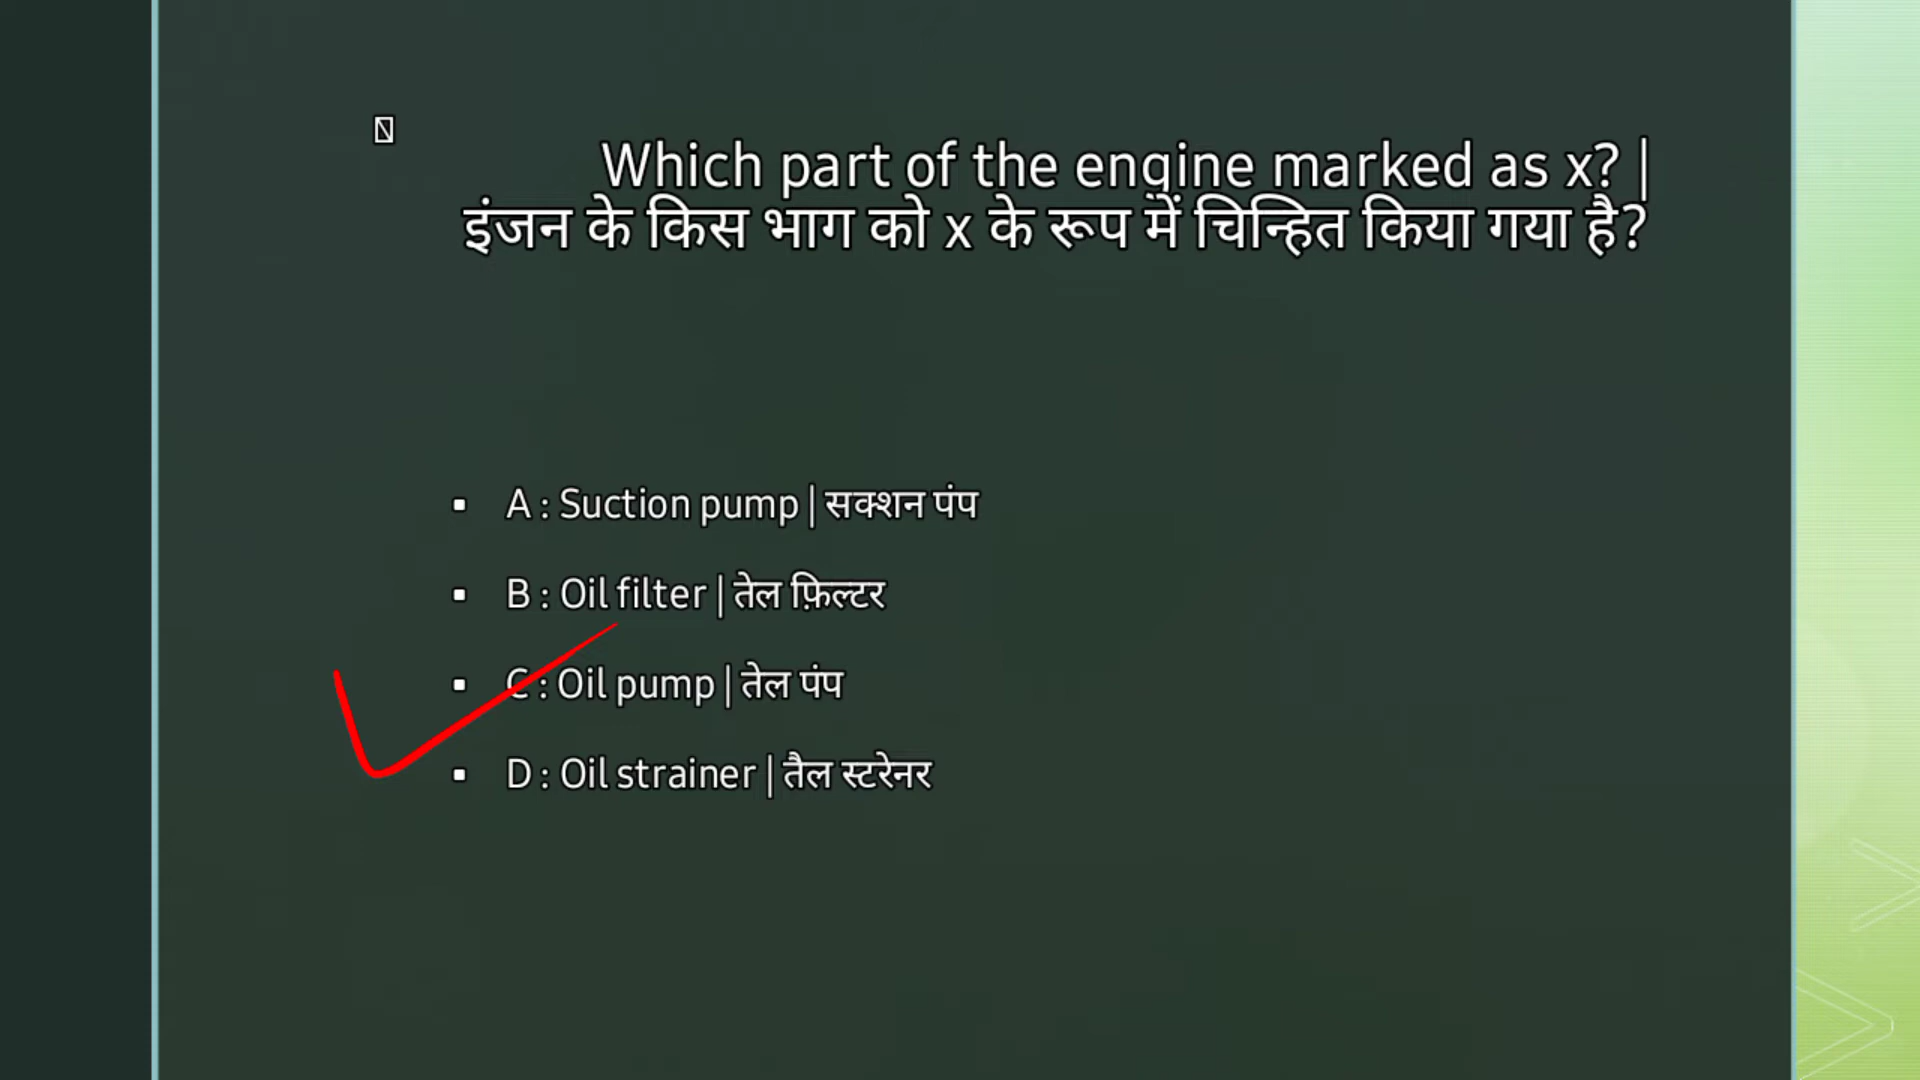 Which part of the engine marked as x? |
इंजन के किस भाग को x के रूप में चिन्हित किया गया है?
▪ A : Suction pump | सक्शन पंप
▪ B : Oil filter | तेल फ़िल्टर
▪ C : Oil pump | तेल पंप
▪ D : Oil strainer | तैल स्टरेनर